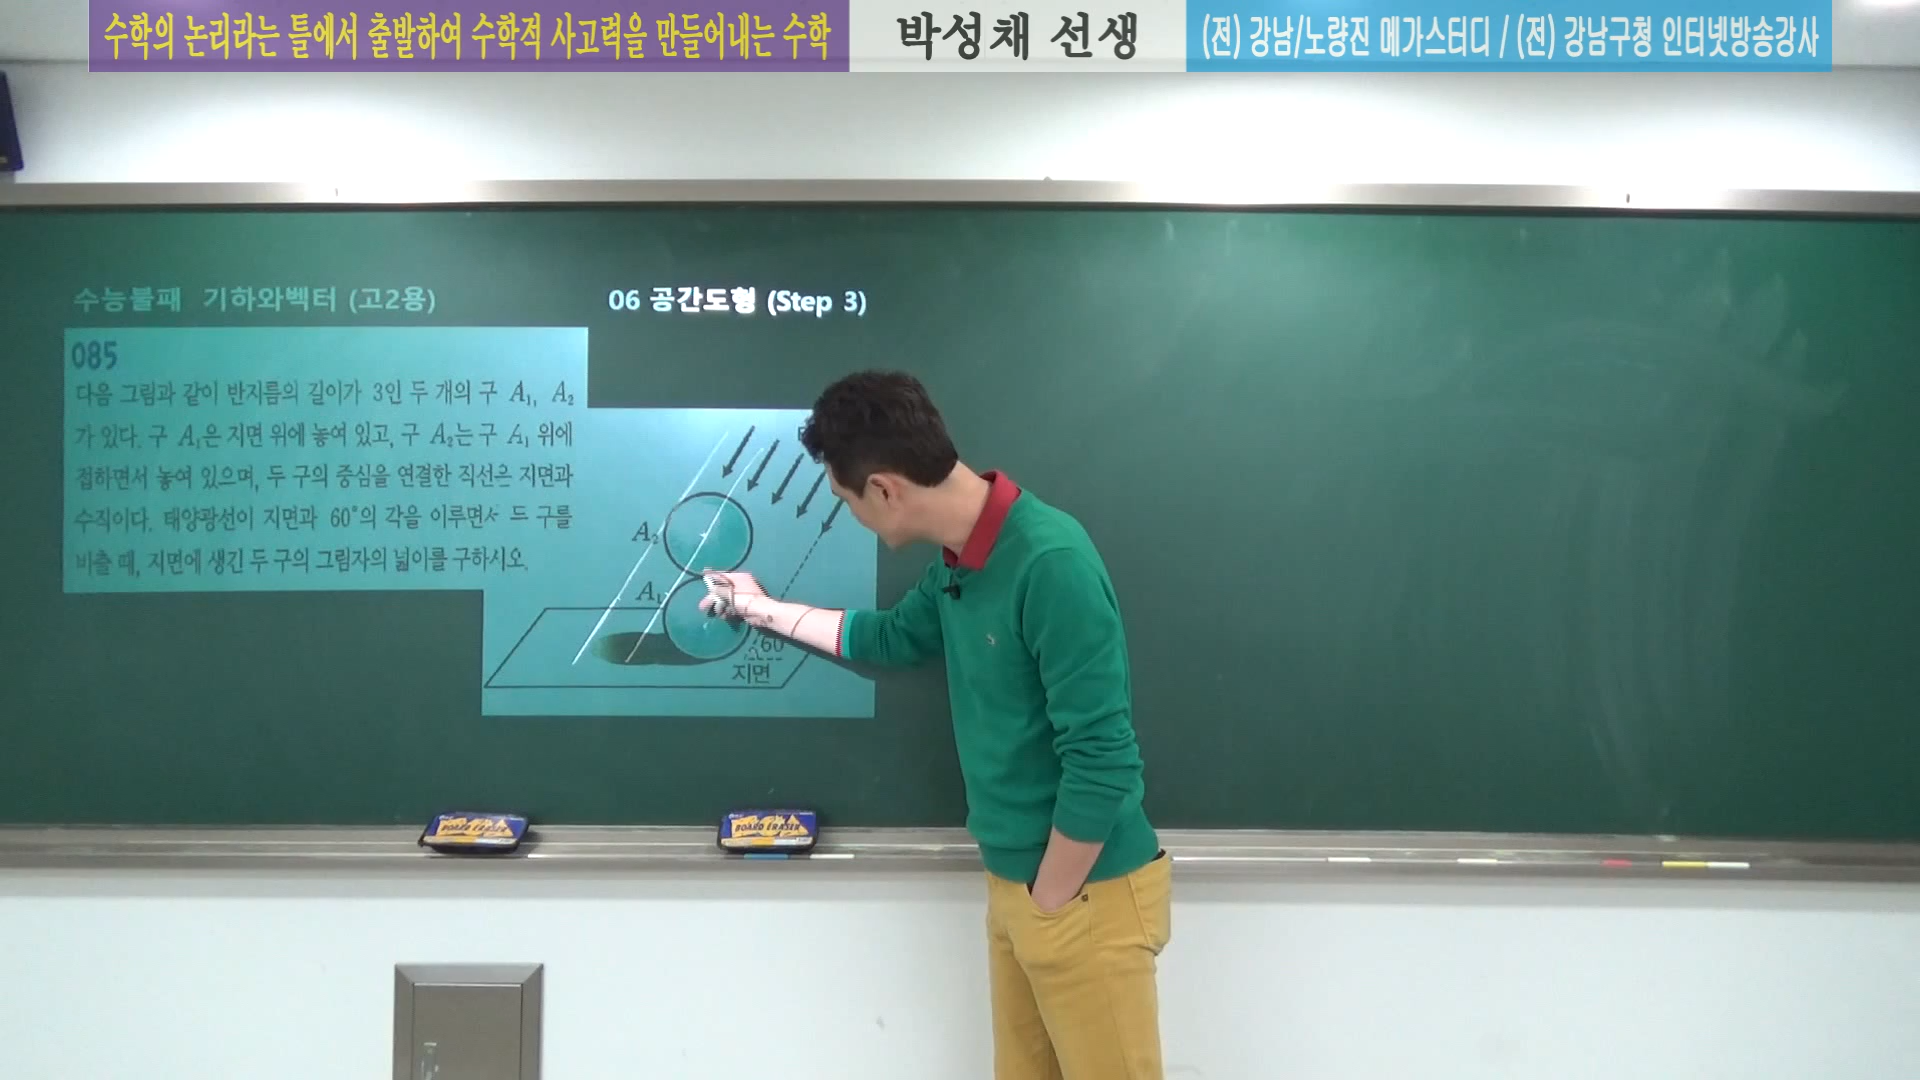 수학의 논리라는 틀에서 출발하여 수학적 사고력을 만들어내는 수학
박성채 선생
(전) 강남/노량진 메가스터디 / (전) 강남구청 인터넷방송강사
수능불패 기하와벡터 (고2용)
06 공간도형 (Step 3)
085
다음 그림과 같이 반지름의 길이가 3인 두 개의 구 A₁, A₂
가 있다. 구 A₁은 지면 위에 놓여 있고, 구 A₂는 구 A₁ 위에
접하면서 놓여 있으며, 두 구의 중심을 연결한 직선은 지면과
수직이다. 태양광선이 지면과 60°의 각을 이루면서 두 구를
비출 때, 지면에 생긴 두 구의 그림자의 넓이를 구하시오.
A₂
A₁
60
지면
BOARD ERASER
BOARD ERASER